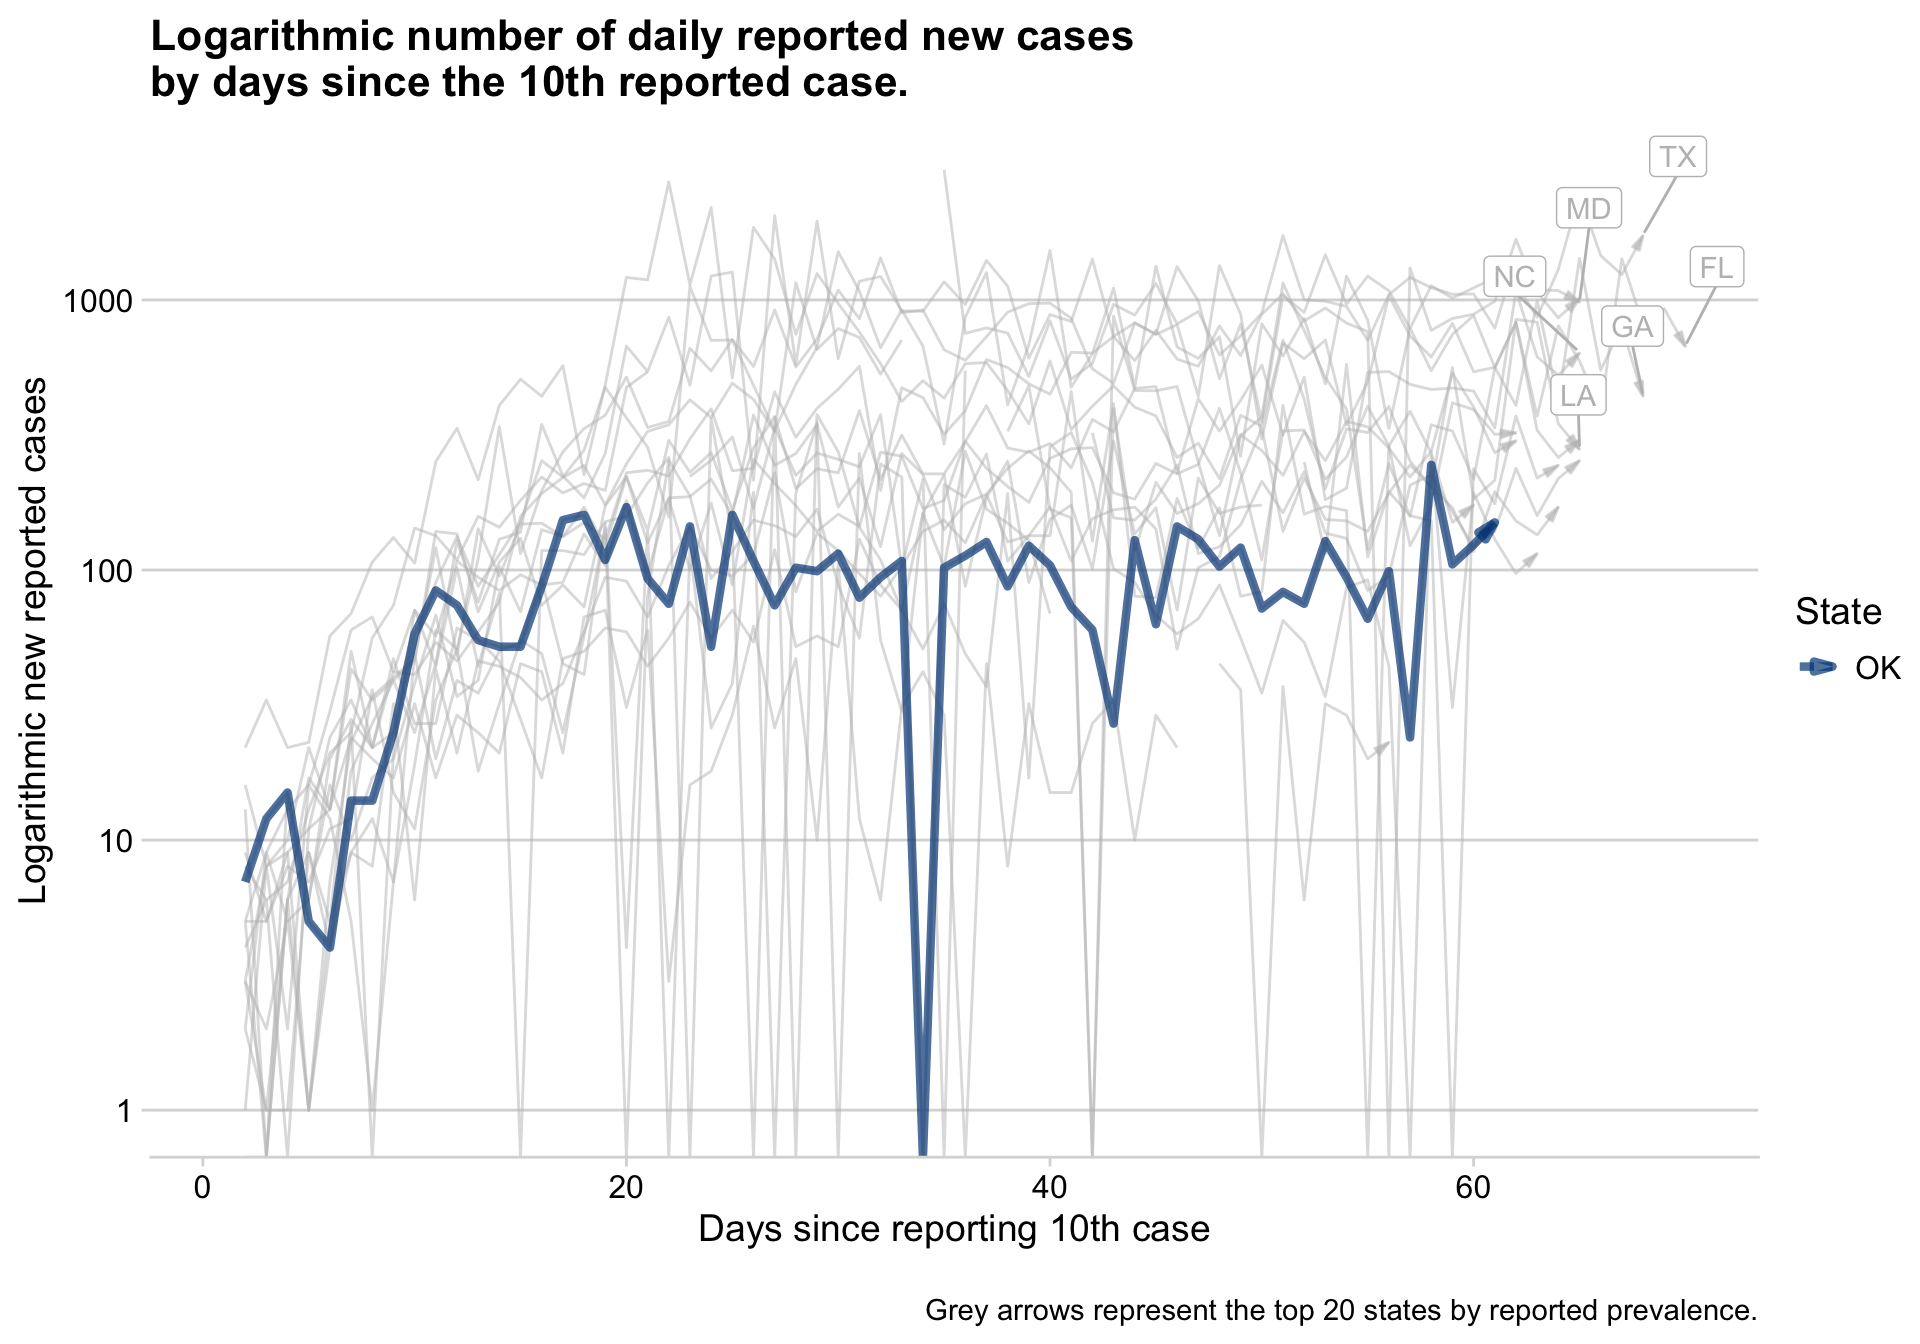 Logarithmic number of daily reported new cases
by days since the 10th reported case.
TX
MD
FL
NC
GA
LA
1000
100
10
1
Logarithmic new reported cases
State
OK
0
20
40
60
Days since reporting 10th case
Grey arrows represent the top 20 states by reported prevalence.